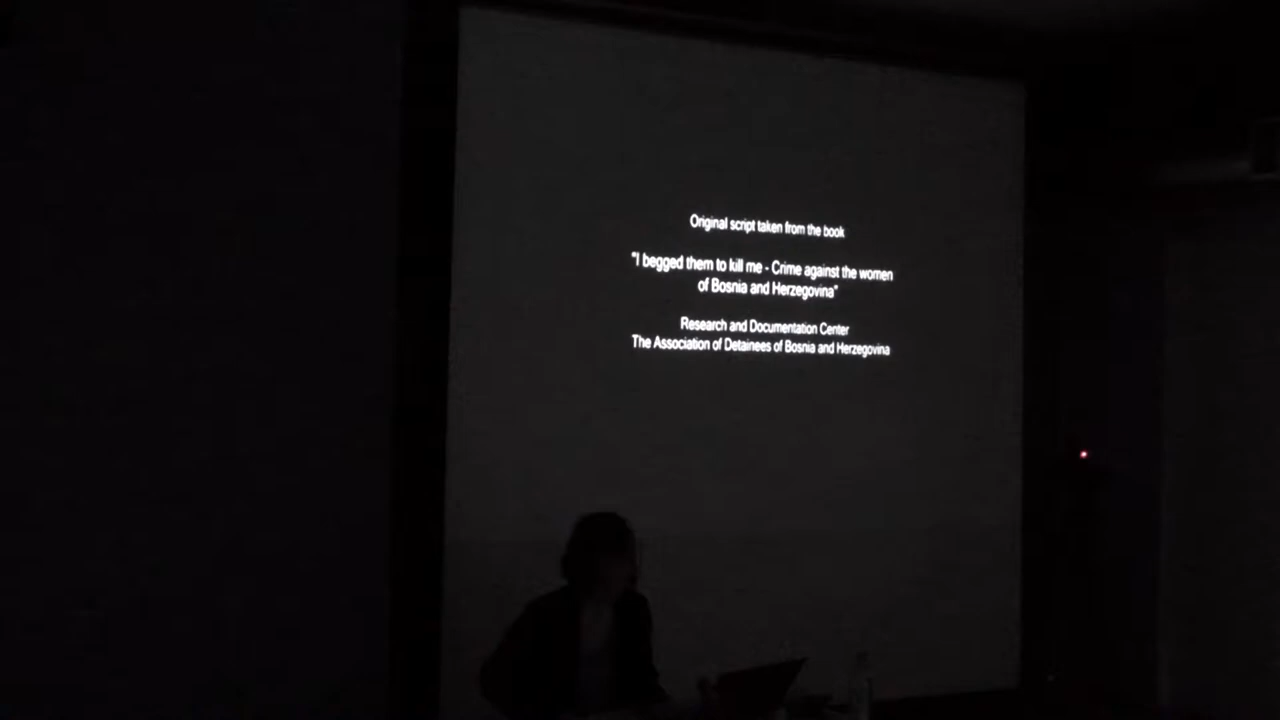 Original script taken from the book
"I begged them to kill me - Crime against the women
of Bosnia and Herzegovina"
Research and Documentation Center
The Association of Detainees of Bosnia and Herzegovina